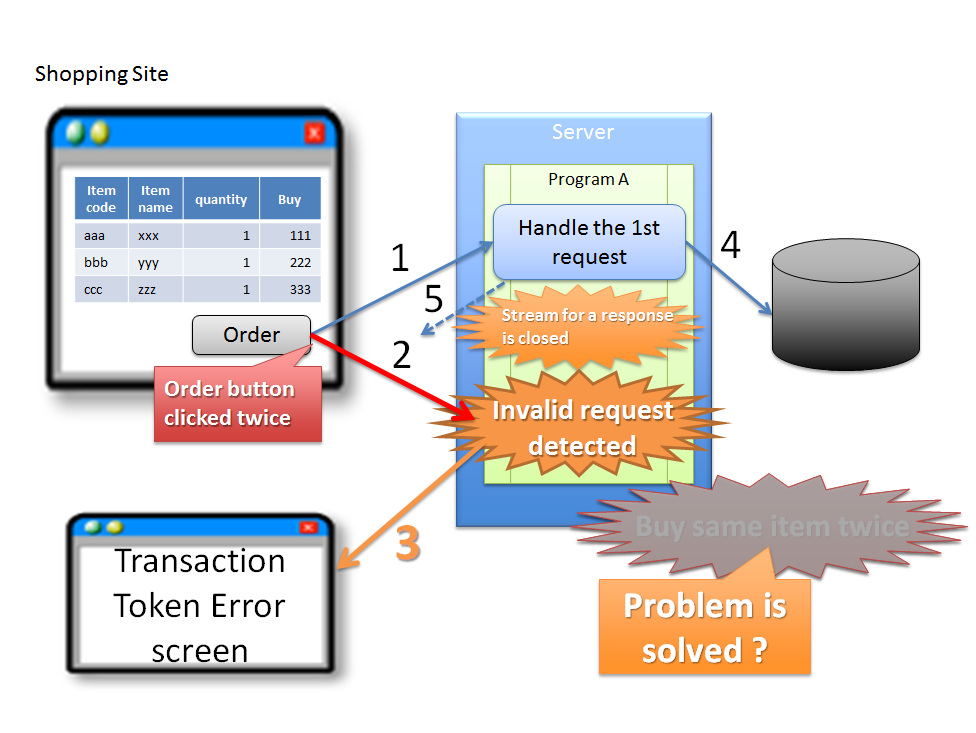 Shopping Site
Item code
Item name
quantity
Buy
aaa xxx 1 111
bbb yyy 1 222
ccc zzz 1 333
Order
Order button
clicked twice
Server
Program A
Handle the 1st
request
1
4
5
Stream for a response
is closed
2
Invalid request
detected
3
Transaction
Token Error
screen
Buy same item twice
Problem is
solved ?